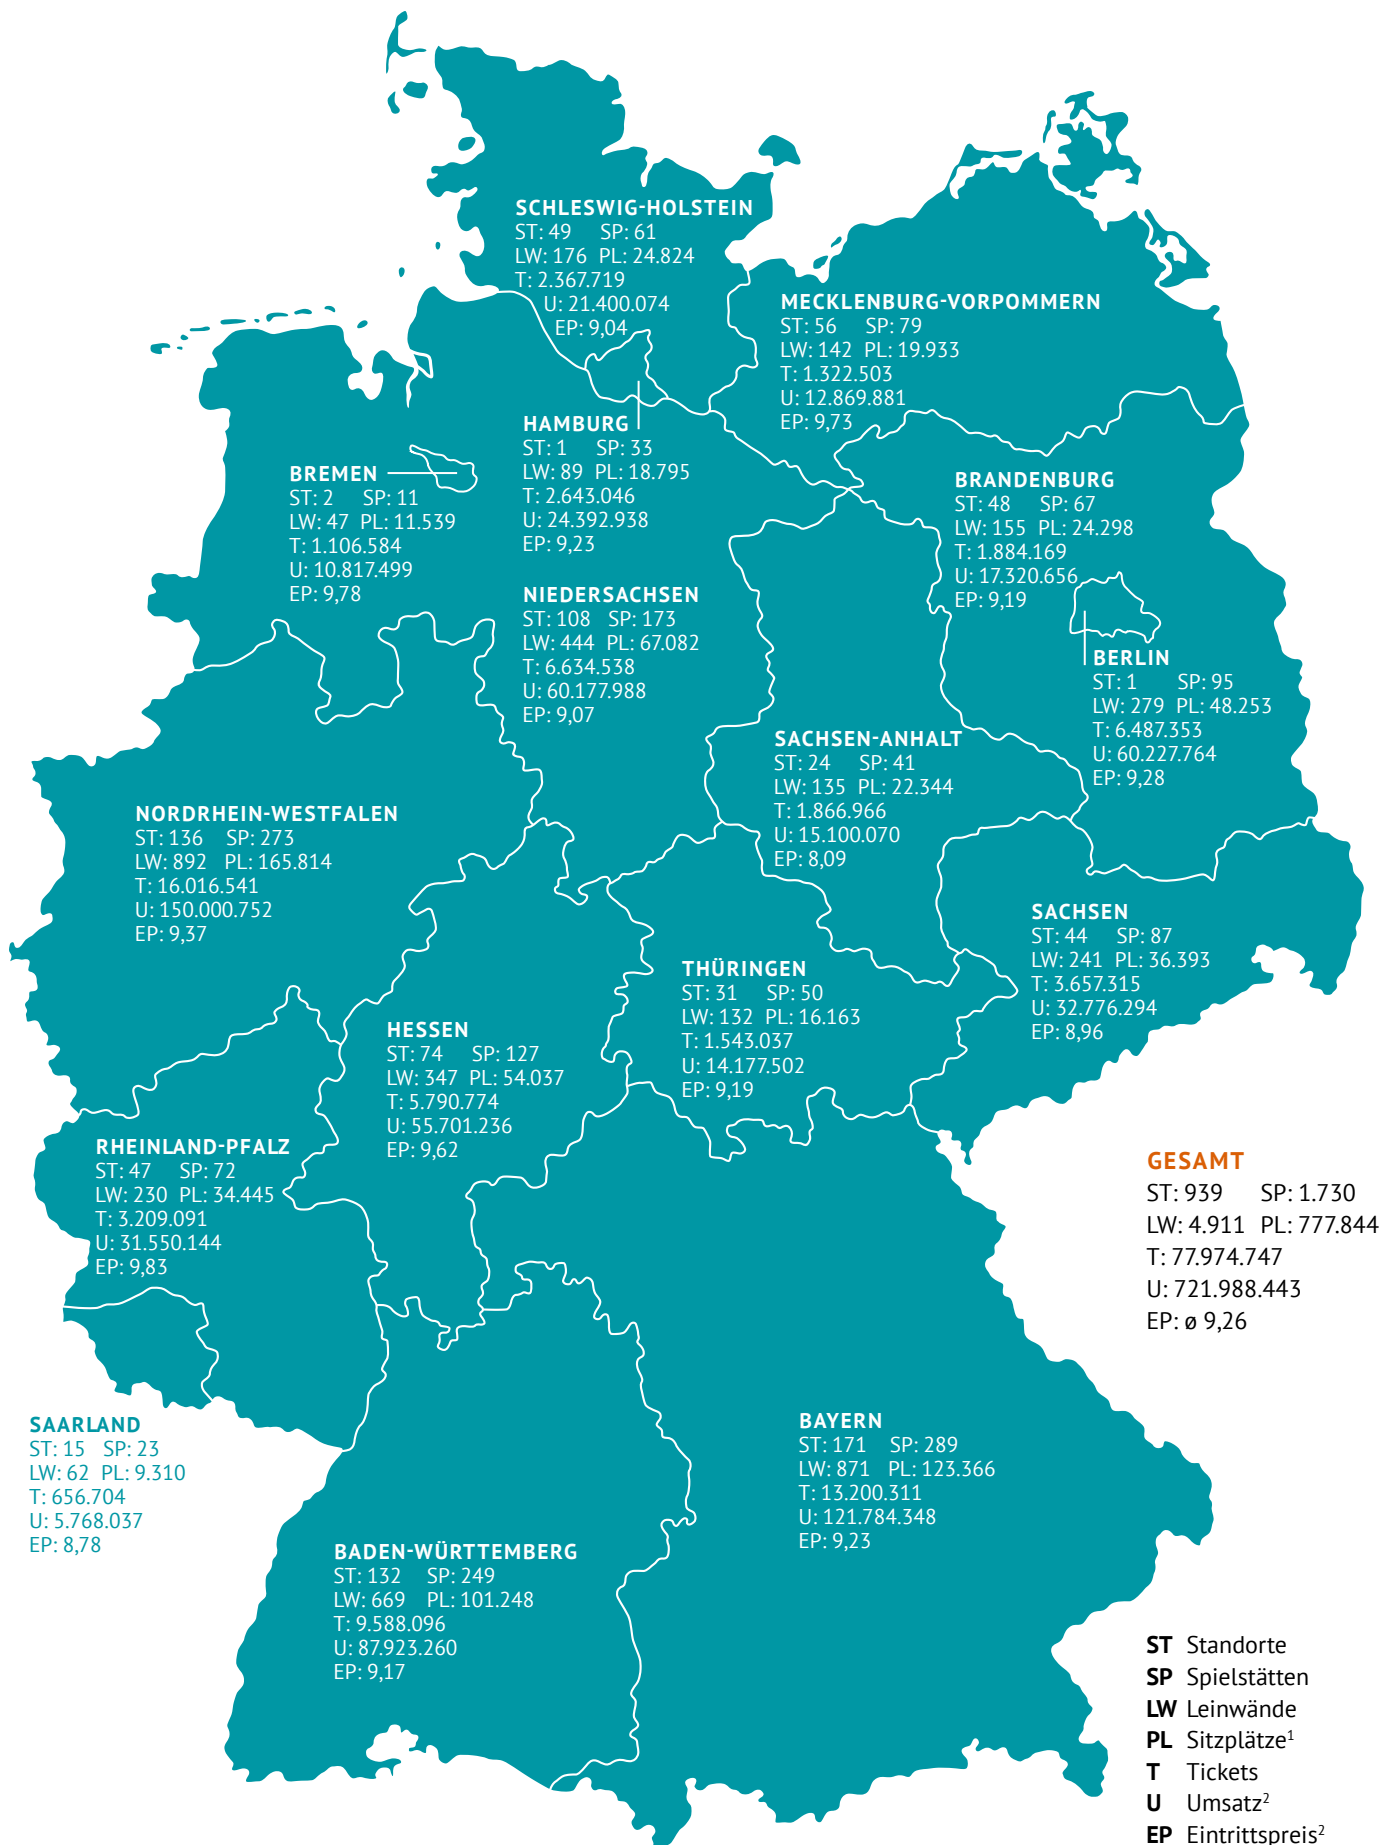 SCHLESWIG-HOLSTEIN
ST: 49 SP: 61
LW: 176 PL: 24.824
T: 2.367.719
U: 21.400.074
EP: 9,04
MECKLENBURG-VORPOMMERN
ST: 56 SP: 79
LW: 142 PL: 19.933
T: 1.322.503
U: 12.869.881
EP: 9,73
HAMBURG
ST: 1 SP: 33
LW: 89 PL: 18.795
T: 2.643.046
U: 24.392.938
EP: 9,23
BREMEN
ST: 2 SP: 11
LW: 47 PL: 11.539
T: 1.106.584
U: 10.817.499
EP: 9,78
BRANDENBURG
ST: 48 SP: 67
LW: 155 PL: 24.298
T: 1.884.169
U: 17.320.656
EP: 9,19
NIEDERSACHSEN
ST: 108 SP: 173
LW: 444 PL: 67.082
T: 6.634.538
U: 60.177.988
EP: 9,07
BERLIN
ST: 1 SP: 95
LW: 279 PL: 48.253
T: 6.487.353
U: 60.227.764
EP: 9,28
SACHSEN-ANHALT
ST: 24 SP: 41
LW: 135 PL: 22.344
T: 1.866.966
U: 15.100.070
EP: 8,09
NORDRHEIN-WESTFALEN
ST: 136 SP: 273
LW: 892 PL: 165.814
T: 16.016.541
U: 150.000.752
EP: 9,37
SACHSEN
ST: 44 SP: 87
LW: 241 PL: 36.393
T: 3.657.315
U: 32.776.294
EP: 8,96
THÜRINGEN
ST: 31 SP: 50
LW: 132 PL: 16.163
T: 1.543.037
U: 14.177.502
EP: 9,19
HESSEN
ST: 74 SP: 127
LW: 347 PL: 54.037
T: 5.790.774
U: 55.701.236
EP: 9,62
RHEINLAND-PFALZ
ST: 47 SP: 72
LW: 230 PL: 34.445
T: 3.209.091
U: 31.550.144
EP: 9,83
GESAMT
ST: 939 SP: 1.730
LW: 4.911 PL: 777.844
T: 77.974.747
U: 721.988.443
EP: ø 9,26
SAARLAND
ST: 15 SP: 23
LW: 62 PL: 9.310
T: 656.704
U: 5.768.037
EP: 8,78
BAYERN
ST: 171 SP: 289
LW: 871 PL: 123.366
T: 13.200.311
U: 121.784.348
EP: 9,23
BADEN-WÜRTTEMBERG
ST: 132 SP: 249
LW: 669 PL: 101.248
T: 9.588.096
U: 87.923.260
EP: 9,17
ST Standorte
SP Spielstätten
LW Leinwände
PL Sitzplätze¹
T Tickets
U Umsatz²
EP Eintrittspreis²